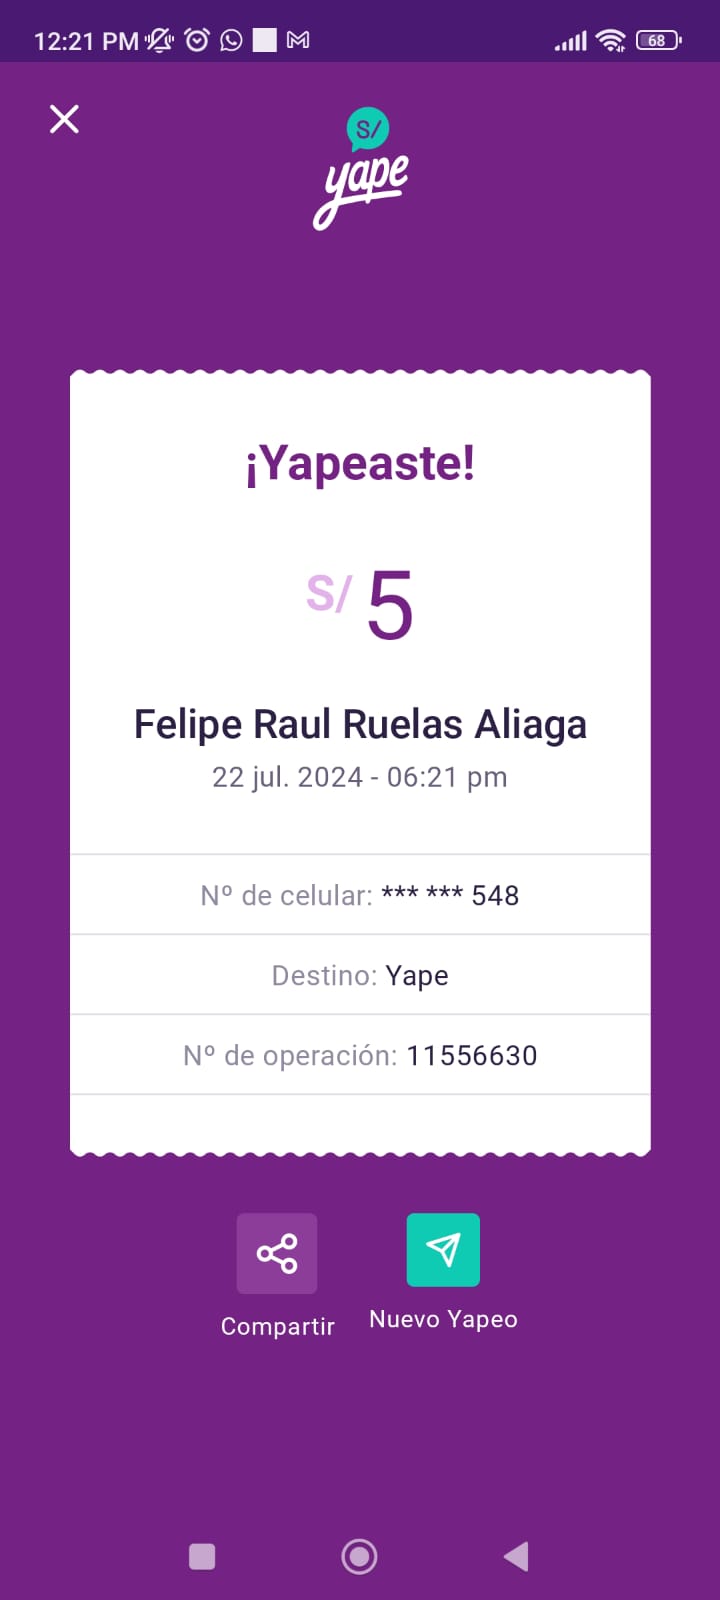 12:21 PM 68
S/
yape
¡Yapeaste!
S/ 5
Felipe Raul Ruelas Aliaga
22 jul. 2024 - 06:21 pm
Nº de celular: *** *** 548
Destino: Yape
Nº de operación: 11556630
Compartir
Nuevo Yapeo